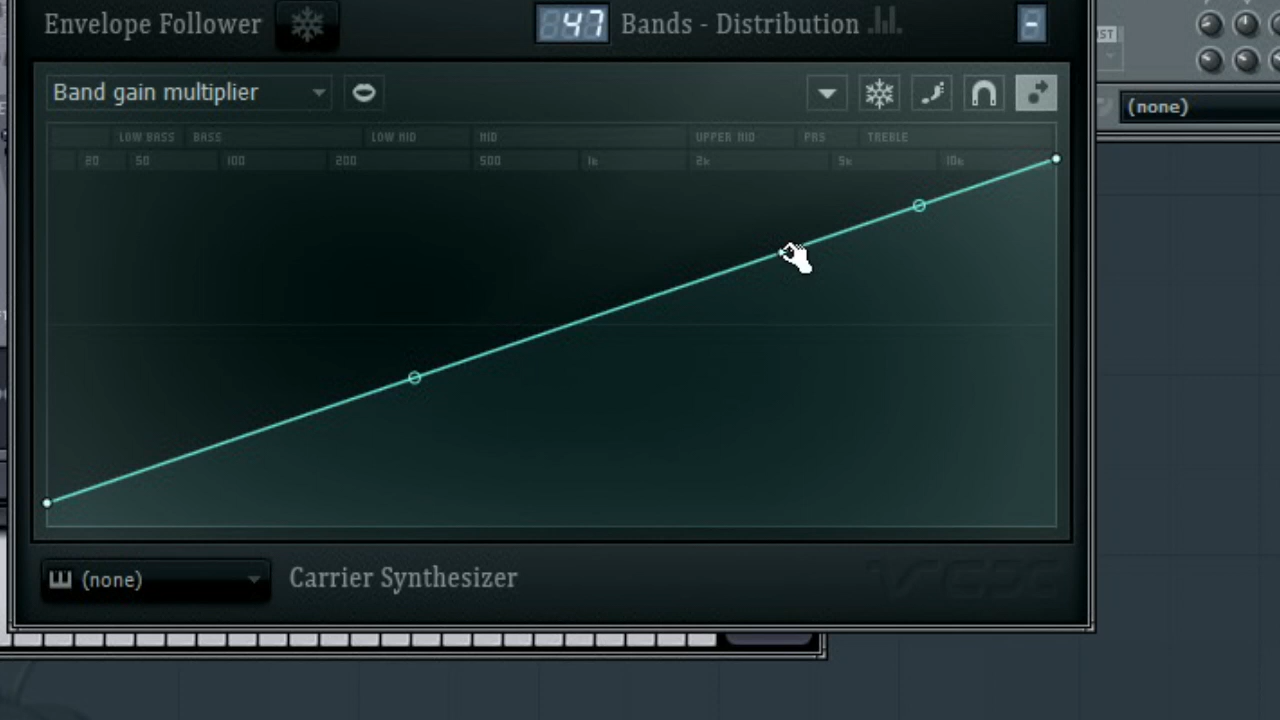 Envelope Follower
47 Bands - Distribution -
Band gain multiplier
LOW BASS BASS LOW MID MID UPPER MID PRS TREBLE
20 50 100 200 500 1k 2k 5k 10k
(none)
(none) Carrier Synthesizer